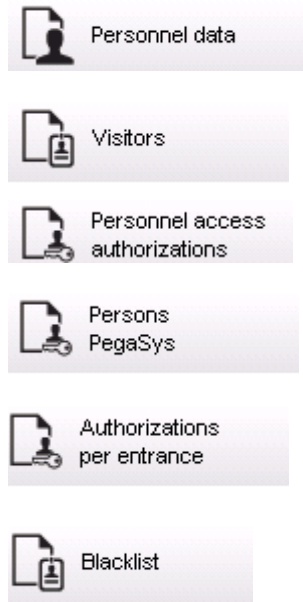 Personnel data
Visitors
Personnel access
authorizations
Persons
PegaSys
Authorizations
per entrance
Blacklist